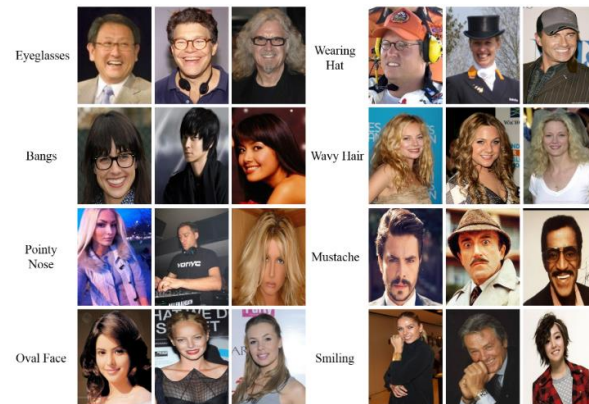 Eyeglasses
Wearing
Hat
Bangs
Wavy Hair
Pointy
Nose
Mustache
Oval Face
Smiling